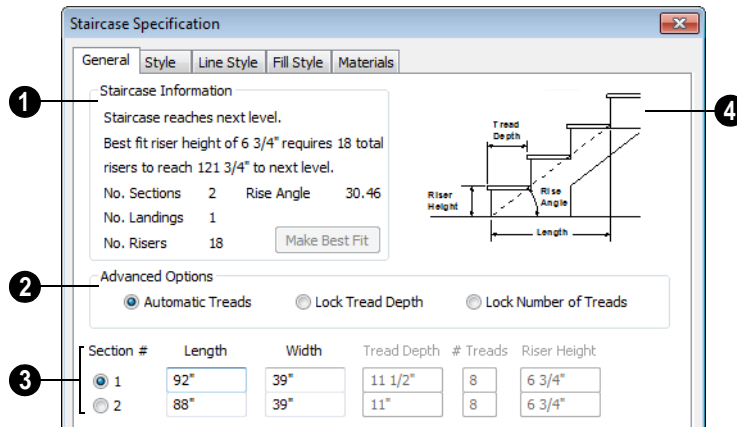 Staircase Specification
General Style Line Style Fill Style Materials
1
Staircase Information
Staircase reaches next level.
Best fit riser height of 6 3/4" requires 18 total
risers to reach 121 3/4" to next level.
No. Sections 2 Rise Angle 30.46
No. Landings 1
No. Risers 18 Make Best Fit
4
Tread
Depth
Riser
Height
Rise
Angle
Length
2
Advanced Options
Automatic Treads Lock Tread Depth Lock Number of Treads
3
Section # Length Width Tread Depth # Treads Riser Height
1 92" 39" 11 1/2" 8 6 3/4"
2 88" 39" 11" 8 6 3/4"